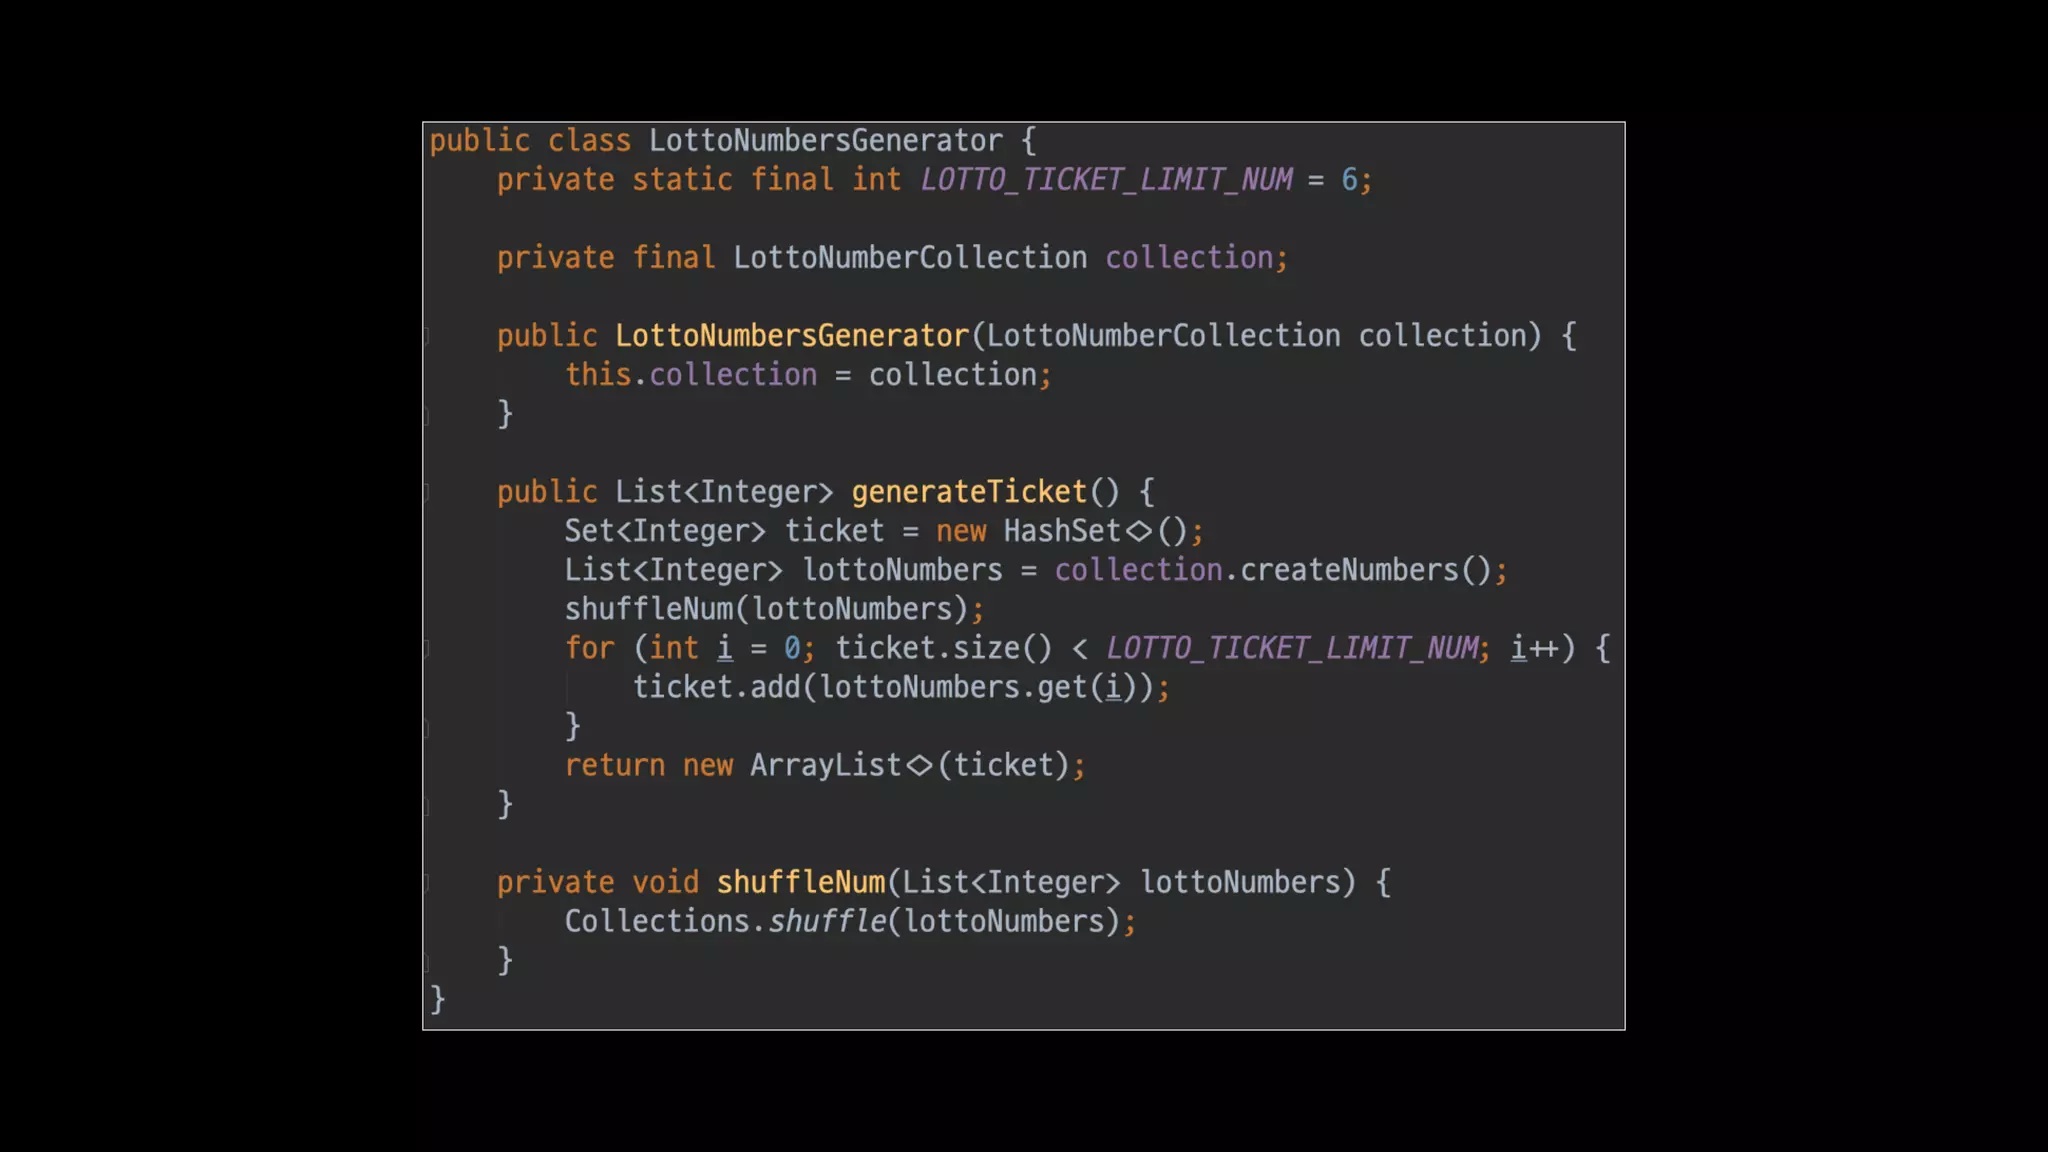 public class LottoNumbersGenerator {
private static final int LOTTO_TICKET_LIMIT_NUM = 6;
private final LottoNumberCollection collection;
public LottoNumbersGenerator(LottoNumberCollection collection) {
this.collection = collection;
}
public List<Integer> generateTicket() {
Set<Integer> ticket = new HashSet<>();
List<Integer> lottoNumbers = collection.createNumbers();
shuffleNum(lottoNumbers);
for (int i = 0; ticket.size() < LOTTO_TICKET_LIMIT_NUM; i++) {
ticket.add(lottoNumbers.get(i));
}
return new ArrayList<>(ticket);
}
private void shuffleNum(List<Integer> lottoNumbers) {
Collections.shuffle(lottoNumbers);
}
}